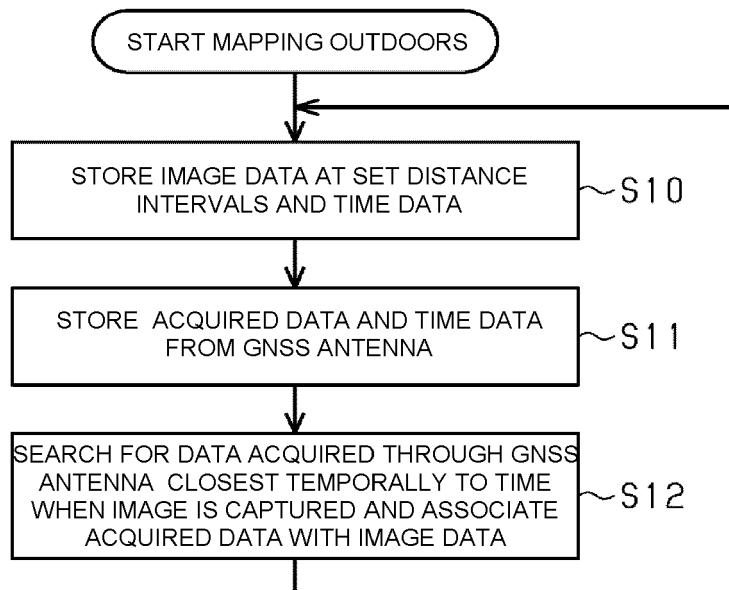 START MAPPING OUTDOORS
STORE IMAGE DATA AT SET DISTANCE
INTERVALS AND TIME DATA
S10
STORE ACQUIRED DATA AND TIME DATA
FROM GNSS ANTENNA
S11
SEARCH FOR DATA ACQUIRED THROUGH GNSS
ANTENNA CLOSEST TEMPORALLY TO TIME
WHEN IMAGE IS CAPTURED AND ASSOCIATE
ACQUIRED DATA WITH IMAGE DATA
S12